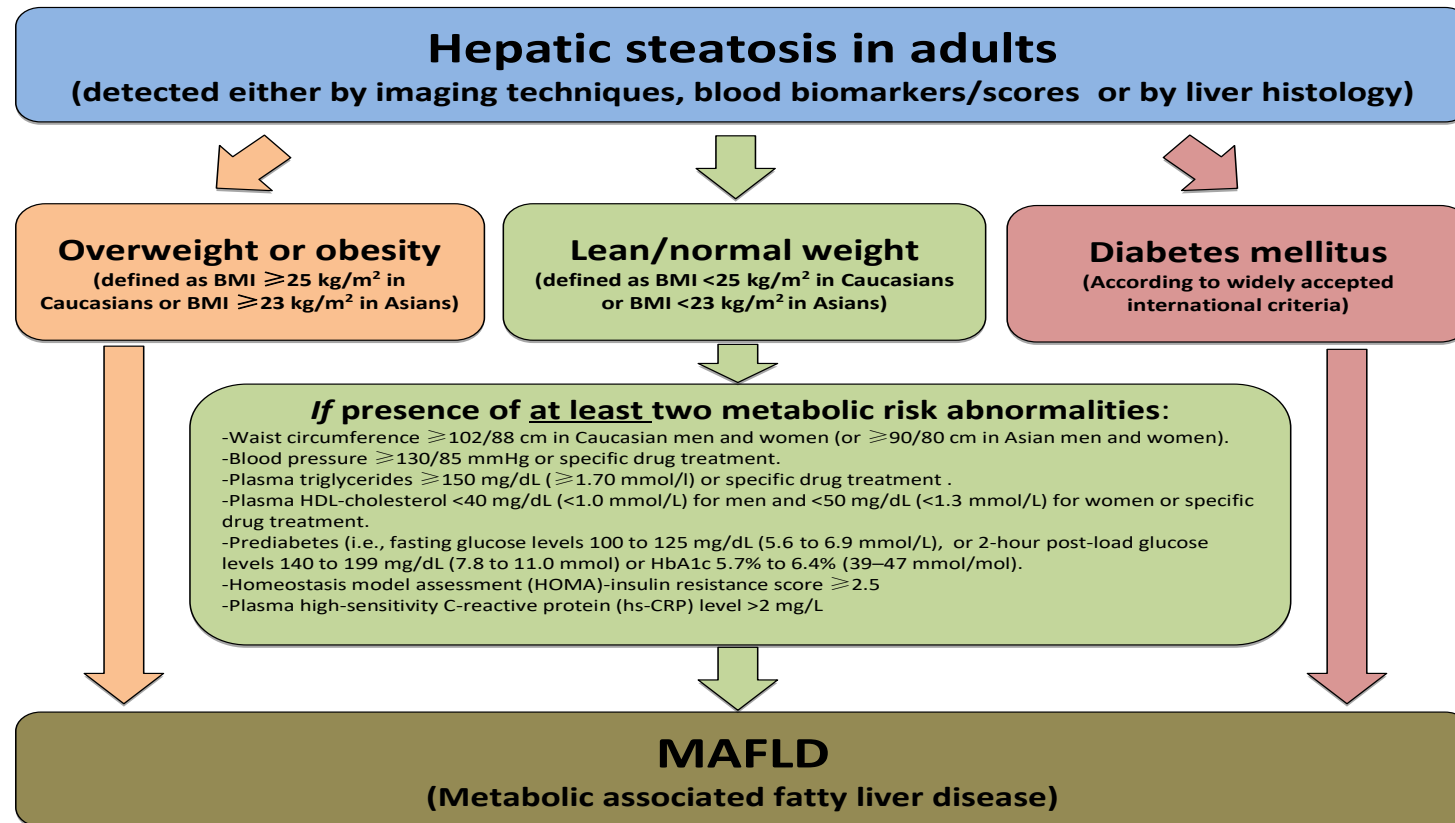 Hepatic steatosis in adults
(detected either by imaging techniques, blood biomarkers/scores or by liver histology)
Overweight or obesity
(defined as BMI ≥25 kg/m² in
Caucasians or BMI ≥23 kg/m² in Asians)
Lean/normal weight
(defined as BMI <25 kg/m² in Caucasians
or BMI <23 kg/m² in Asians)
Diabetes mellitus
(According to widely accepted
international criteria)
If presence of at least two metabolic risk abnormalities:
-Waist circumference ≥102/88 cm in Caucasian men and women (or ≥90/80 cm in Asian men and women).
-Blood pressure ≥130/85 mmHg or specific drug treatment.
-Plasma triglycerides ≥150 mg/dL (≥1.70 mmol/l) or specific drug treatment .
-Plasma HDL-cholesterol <40 mg/dL (<1.0 mmol/L) for men and <50 mg/dL (<1.3 mmol/L) for women or specific
drug treatment.
-Prediabetes (i.e., fasting glucose levels 100 to 125 mg/dL (5.6 to 6.9 mmol/L), or 2-hour post-load glucose
levels 140 to 199 mg/dL (7.8 to 11.0 mmol) or HbA1c 5.7% to 6.4% (39–47 mmol/mol).
-Homeostasis model assessment (HOMA)-insulin resistance score ≥2.5
-Plasma high-sensitivity C-reactive protein (hs-CRP) level >2 mg/L
MAFLD
(Metabolic associated fatty liver disease)